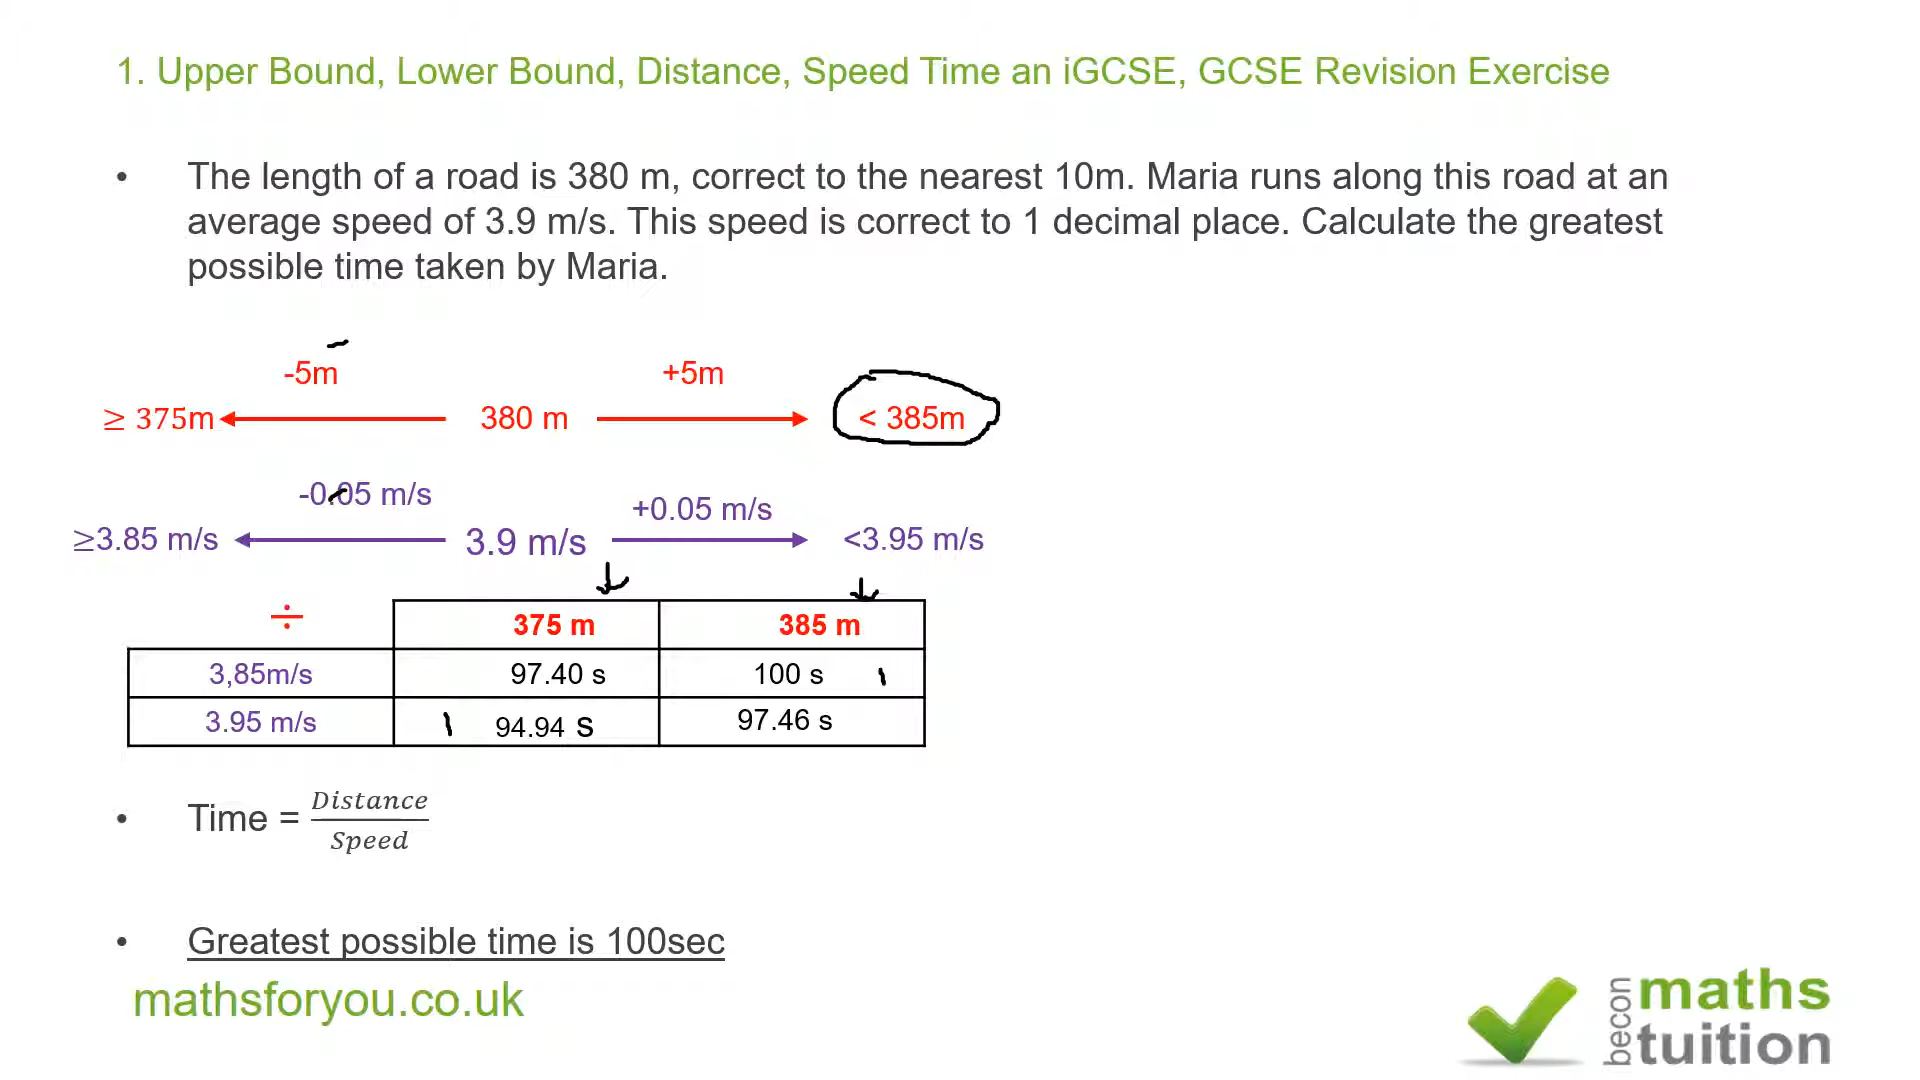 1. Upper Bound, Lower Bound, Distance, Speed Time an iGCSE, GCSE Revision Exercise
• The length of a road is 380 m, correct to the nearest 10m. Maria runs along this road at an
average speed of 3.9 m/s. This speed is correct to 1 decimal place. Calculate the greatest
possible time taken by Maria.
-5m +5m
≥ 375m 380 m < 385m
-0.05 m/s +0.05 m/s
≥3.85 m/s 3.9 m/s <3.95 m/s
÷ 375 m 385 m
3,85m/s 97.40 s 100 s
3.95 m/s 94.94 s 97.46 s
• Time = Distance
Speed
• Greatest possible time is 100sec
mathsforyou.co.uk
becon
maths
tuition